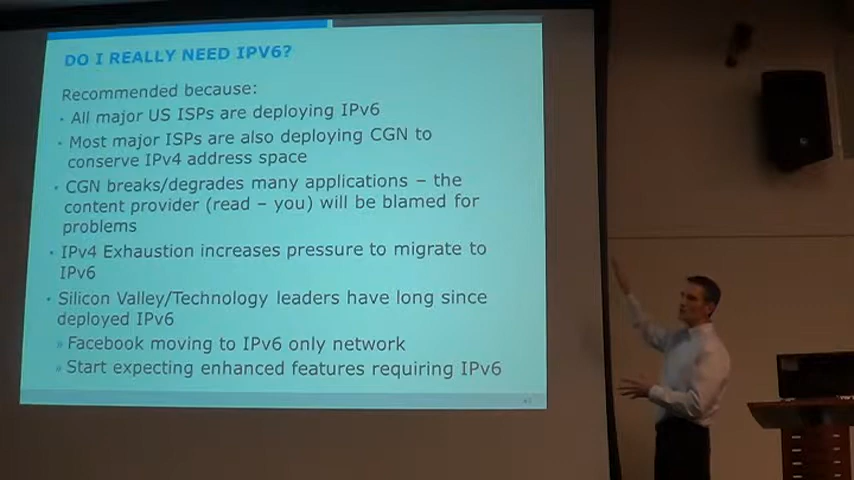 DO I REALLY NEED IPV6?
Recommended because:
· All major US ISPs are deploying IPv6
· Most major ISPs are also deploying CGN to
conserve IPv4 address space
· CGN breaks/degrades many applications – the
content provider (read – you) will be blamed for
problems
· IPv4 Exhaustion increases pressure to migrate to
IPv6
· Silicon Valley/Technology leaders have long since
deployed IPv6
» Facebook moving to IPv6 only network
» Start expecting enhanced features requiring IPv6